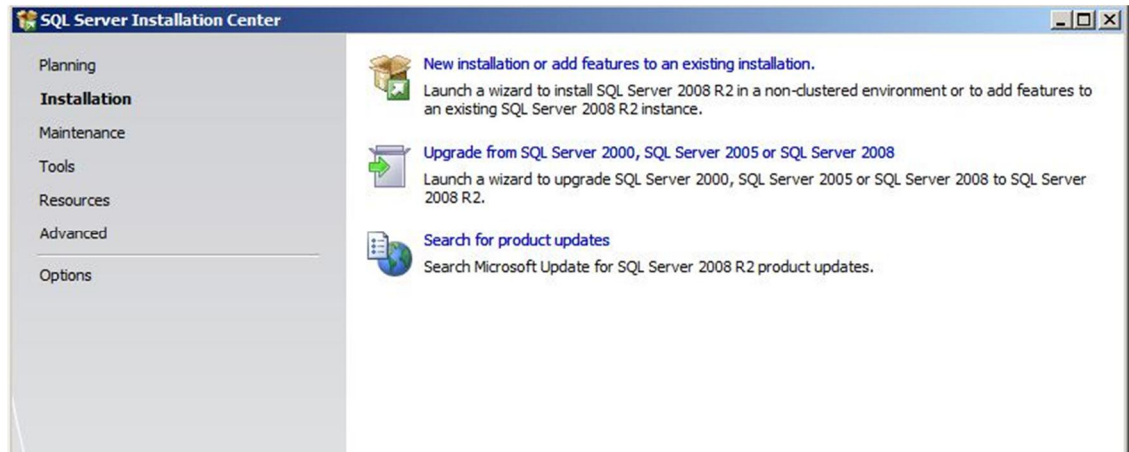 SQL Server Installation Center
Planning
Installation
Maintenance
Tools
Resources
Advanced
Options
New installation or add features to an existing installation.
Launch a wizard to install SQL Server 2008 R2 in a non-clustered environment or to add features to
an existing SQL Server 2008 R2 instance.
Upgrade from SQL Server 2000, SQL Server 2005 or SQL Server 2008
Launch a wizard to upgrade SQL Server 2000, SQL Server 2005 or SQL Server 2008 to SQL Server
2008 R2.
Search for product updates
Search Microsoft Update for SQL Server 2008 R2 product updates.